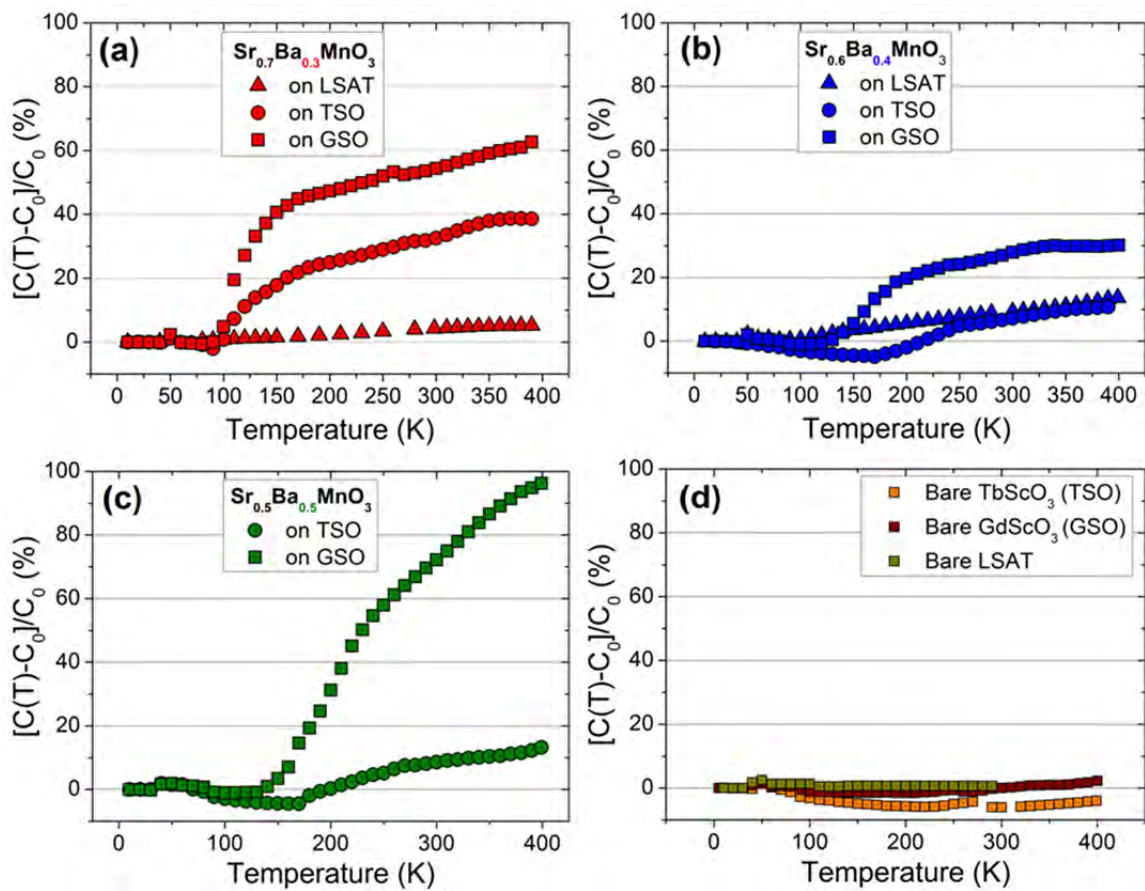 (a)
Sr0.7Ba0.3MnO3
on LSAT
on TSO
on GSO
[C(T)-C0]/C0 (%)
100
80
60
40
20
0
0 50 100 150 200 250 300 350 400
Temperature (K)
(b)
Sr0.6Ba0.4MnO3
on LSAT
on TSO
on GSO
[C(T)-C0]/C0 (%)
100
80
60
40
20
0
0 50 100 150 200 250 300 350 400
Temperature (K)
(c)
Sr0.5Ba0.5MnO3
on TSO
on GSO
[C(T)-C0]/C0 (%)
100
80
60
40
20
0
0 50 100 150 200 250 300 350 400
Temperature (K)
(d)
Bare TbScO3 (TSO)
Bare GdScO3 (GSO)
Bare LSAT
[C(T)-C0]/C0 (%)
100
80
60
40
20
0
0 100 200 300 400
Temperature (K)